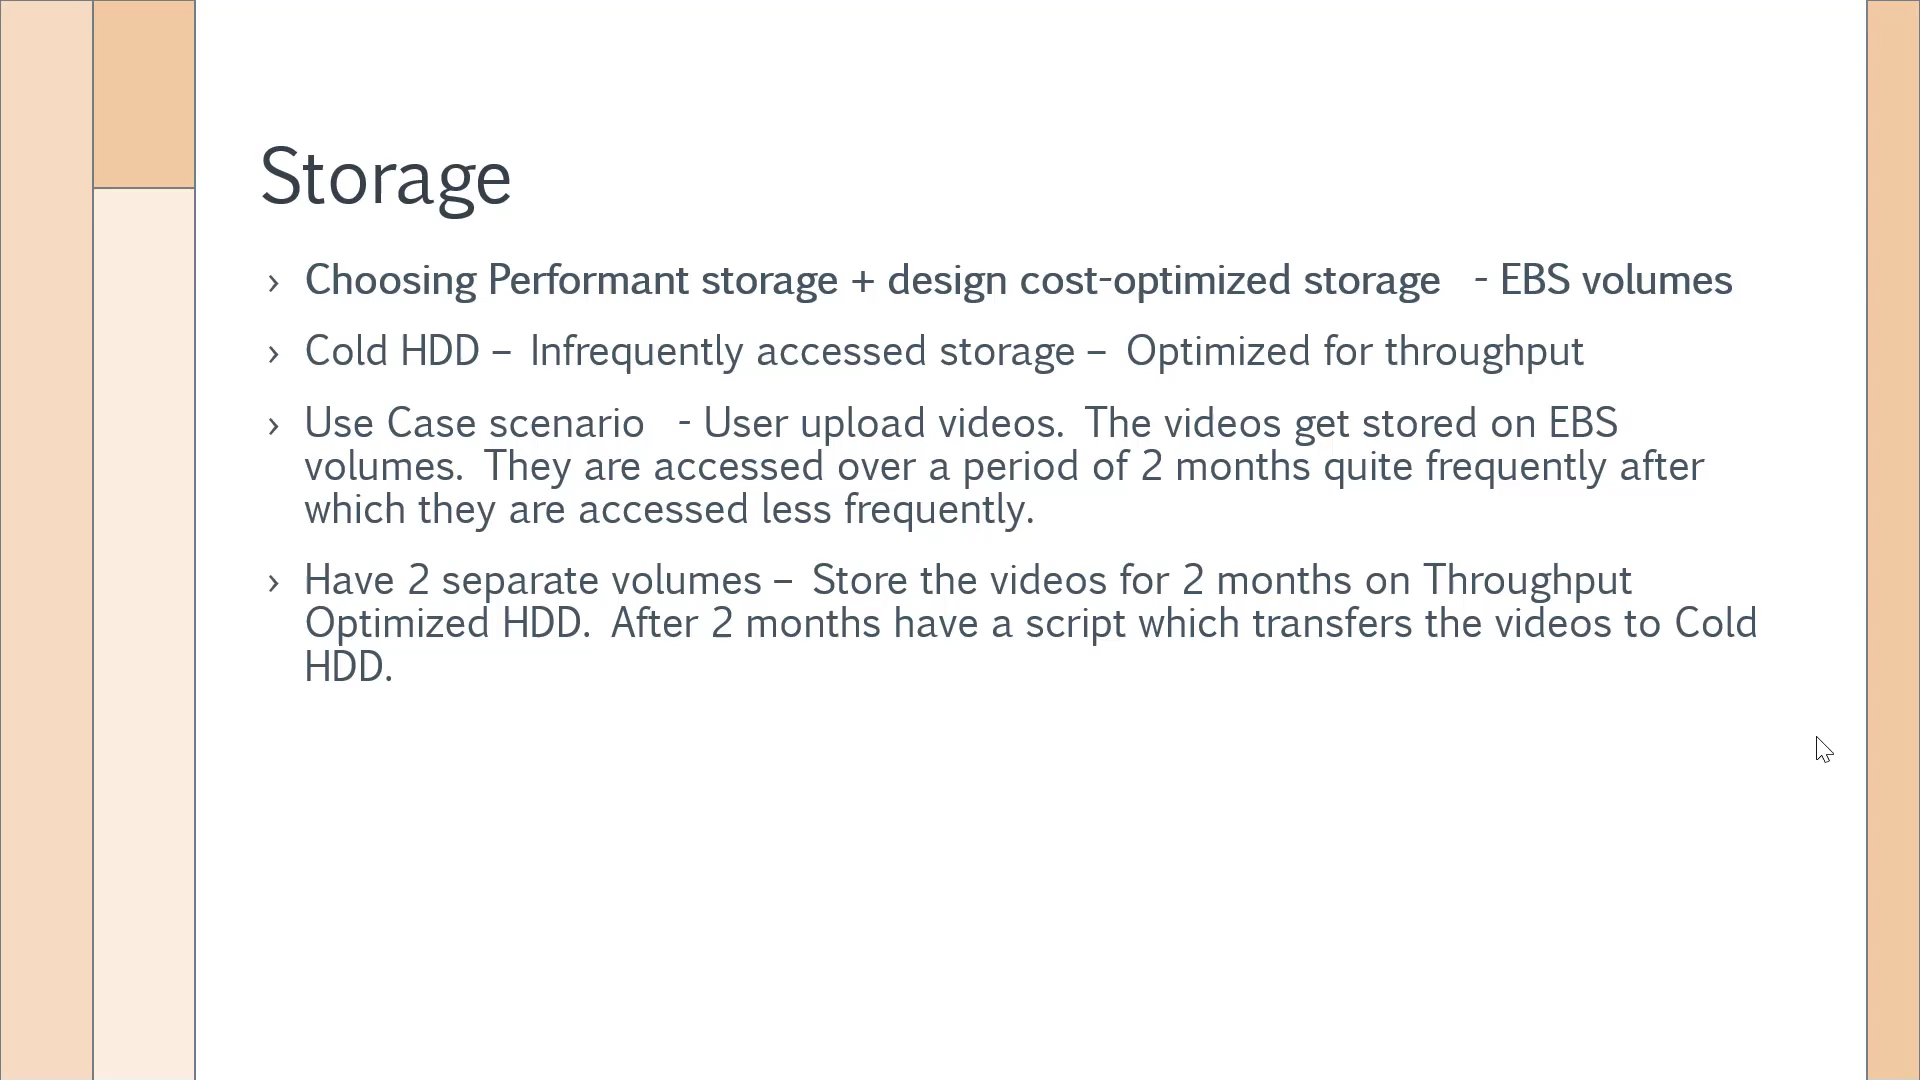 Storage
› Choosing Performant storage + design cost-optimized storage - EBS volumes
› Cold HDD – Infrequently accessed storage – Optimized for throughput
› Use Case scenario - User upload videos. The videos get stored on EBS
volumes. They are accessed over a period of 2 months quite frequently after
which they are accessed less frequently.
› Have 2 separate volumes – Store the videos for 2 months on Throughput
Optimized HDD. After 2 months have a script which transfers the videos to Cold
HDD.